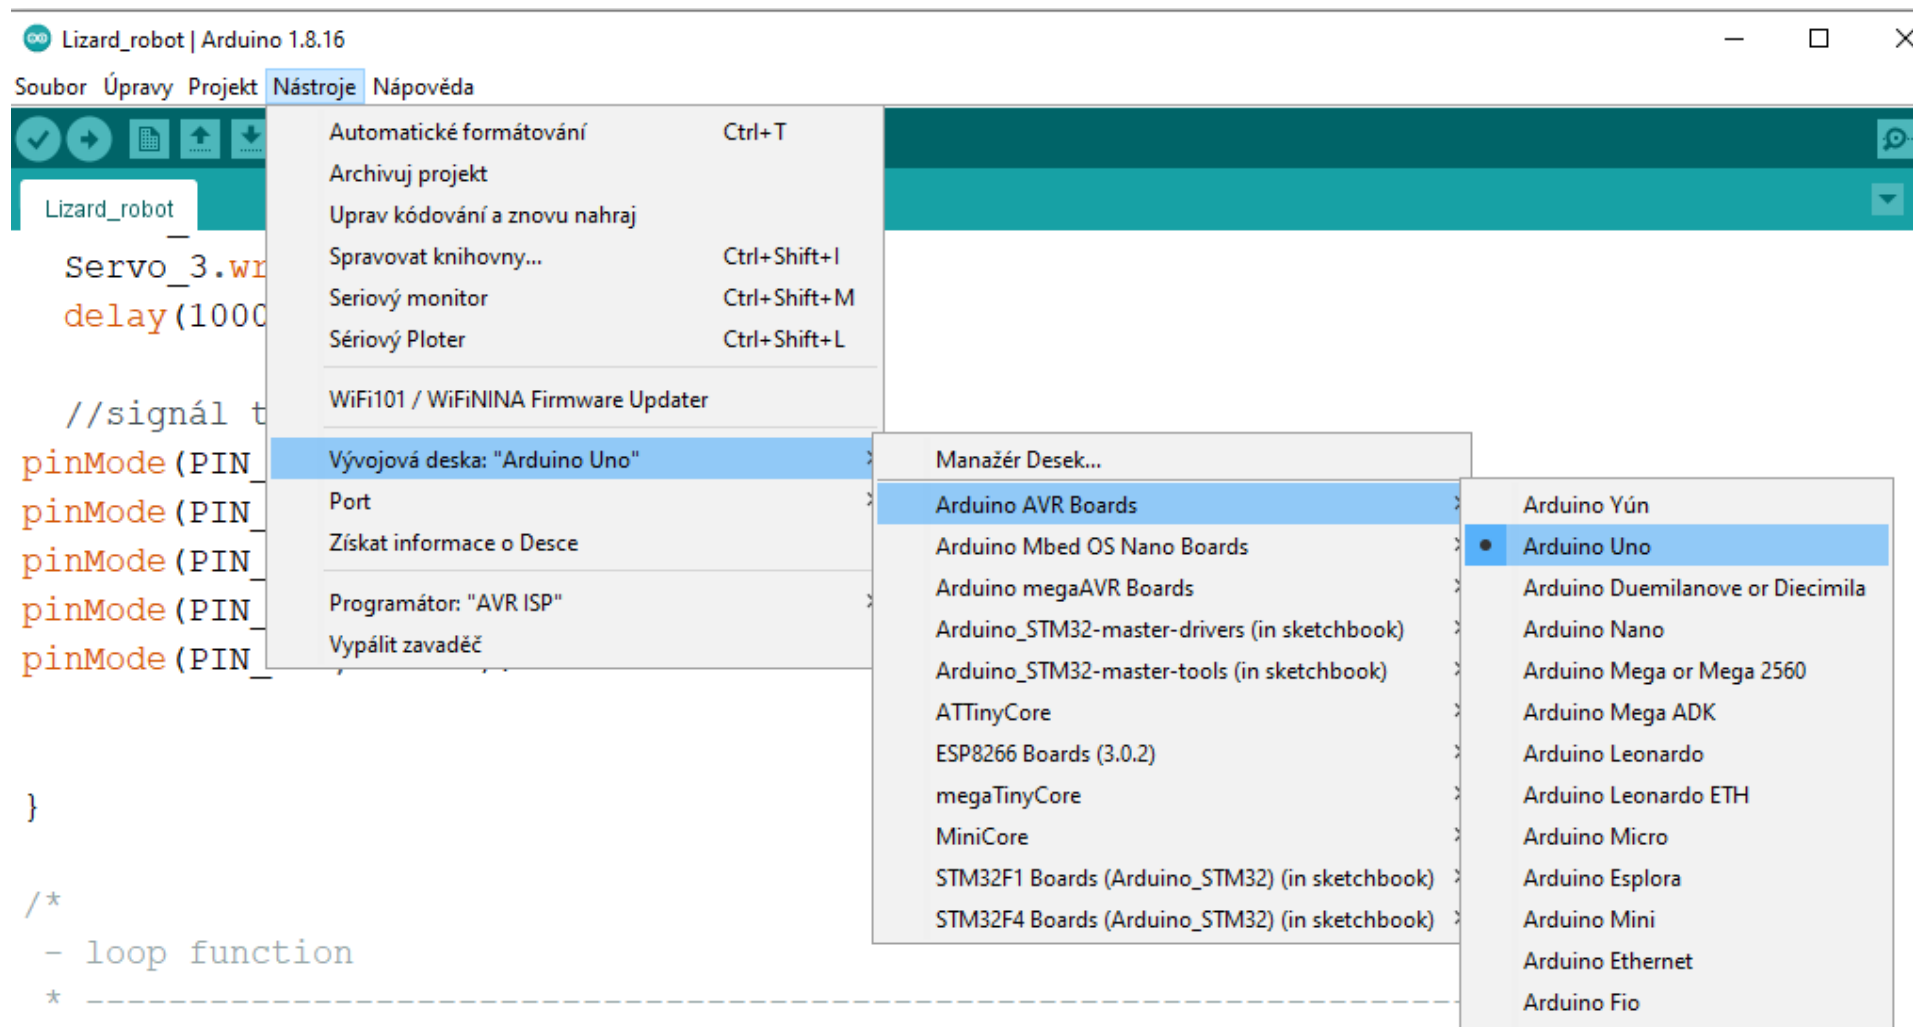 Lizard_robot | Arduino 1.8.16
Soubor Úpravy Projekt Nástroje Nápověda
Lizard_robot
Automatické formátování Ctrl+T
Archivuj projekt
Uprav kódování a znovu nahraj
Spravovat knihovny... Ctrl+Shift+I
Seriový monitor Ctrl+Shift+M
Sériový Ploter Ctrl+Shift+L
WiFi101 / WiFiNINA Firmware Updater
Vývojová deska: "Arduino Uno"
Port
Získat informace o Desce
Programátor: "AVR ISP"
Vypálit zavaděč
Manažér Desek...
Arduino AVR Boards
Arduino Mbed OS Nano Boards
Arduino megaAVR Boards
Arduino_STM32-master-drivers (in sketchbook)
Arduino_STM32-master-tools (in sketchbook)
ATTinyCore
ESP8266 Boards (3.0.2)
megaTinyCore
MiniCore
STM32F1 Boards (Arduino_STM32) (in sketchbook)
STM32F4 Boards (Arduino_STM32) (in sketchbook)
Arduino Yún
Arduino Uno
Arduino Duemilanove or Diecimila
Arduino Nano
Arduino Mega or Mega 2560
Arduino Mega ADK
Arduino Leonardo
Arduino Leonardo ETH
Arduino Micro
Arduino Esplora
Arduino Mini
Arduino Ethernet
Arduino Fio
Servo_3.wr
delay(1000
//signál t
pinMode(PIN_
pinMode(PIN_
pinMode(PIN_
pinMode(PIN_
pinMode(PIN_
}
/*
- loop function
* ------------------------------------------------------------------